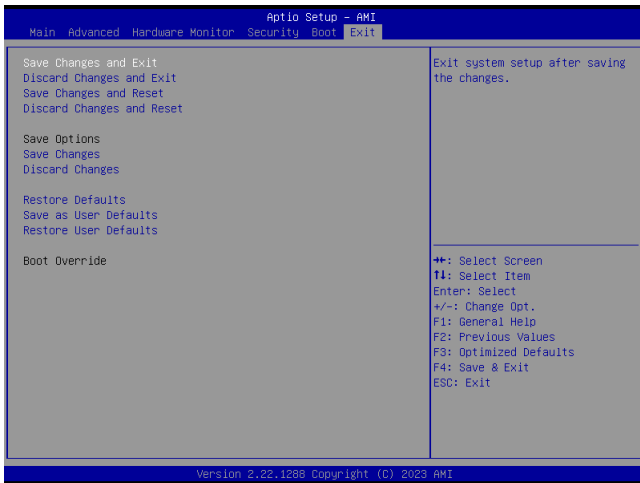 Aptio Setup – AMI
Main Advanced Hardware Monitor Security Boot Exit
Save Changes and Exit
Discard Changes and Exit
Save Changes and Reset
Discard Changes and Reset
Save Options
Save Changes
Discard Changes
Restore Defaults
Save as User Defaults
Restore User Defaults
Boot Override
Exit system setup after saving
the changes.
→←: Select Screen
↑↓: Select Item
Enter: Select
+/-: Change Opt.
F1: General Help
F2: Previous Values
F3: Optimized Defaults
F4: Save & Exit
ESC: Exit
Version 2.22.1288 Copyright (C) 2023 AMI